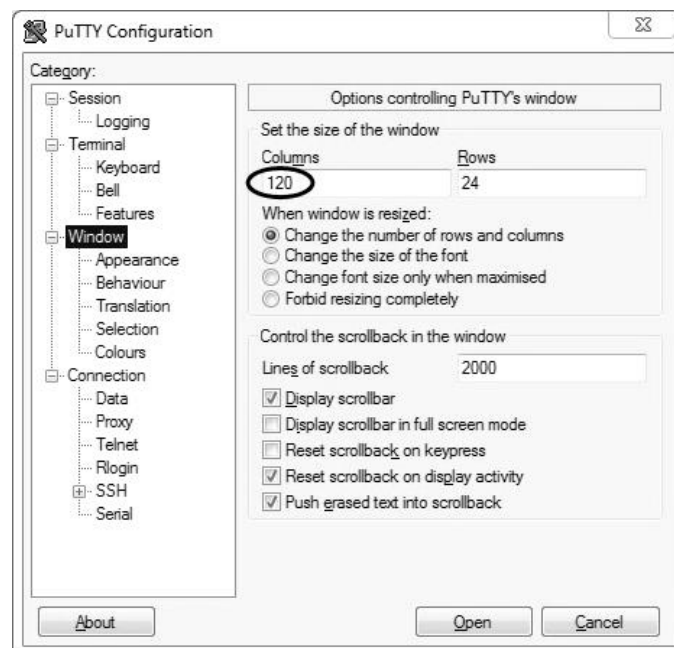 PuTTY Configuration
Category:
Session
Logging
Terminal
Keyboard
Bell
Features
Window
Appearance
Behaviour
Translation
Selection
Colours
Connection
Data
Proxy
Telnet
Rlogin
SSH
Serial
Options controlling PuTTY's window
Set the size of the window
Columns Rows
120 24
When window is resized:
Change the number of rows and columns
Change the size of the font
Change font size only when maximised
Forbid resizing completely
Control the scrollback in the window
Lines of scrollback 2000
Display scrollbar
Display scrollbar in full screen mode
Reset scrollback on keypress
Reset scrollback on display activity
Push erased text into scrollback
About Open Cancel